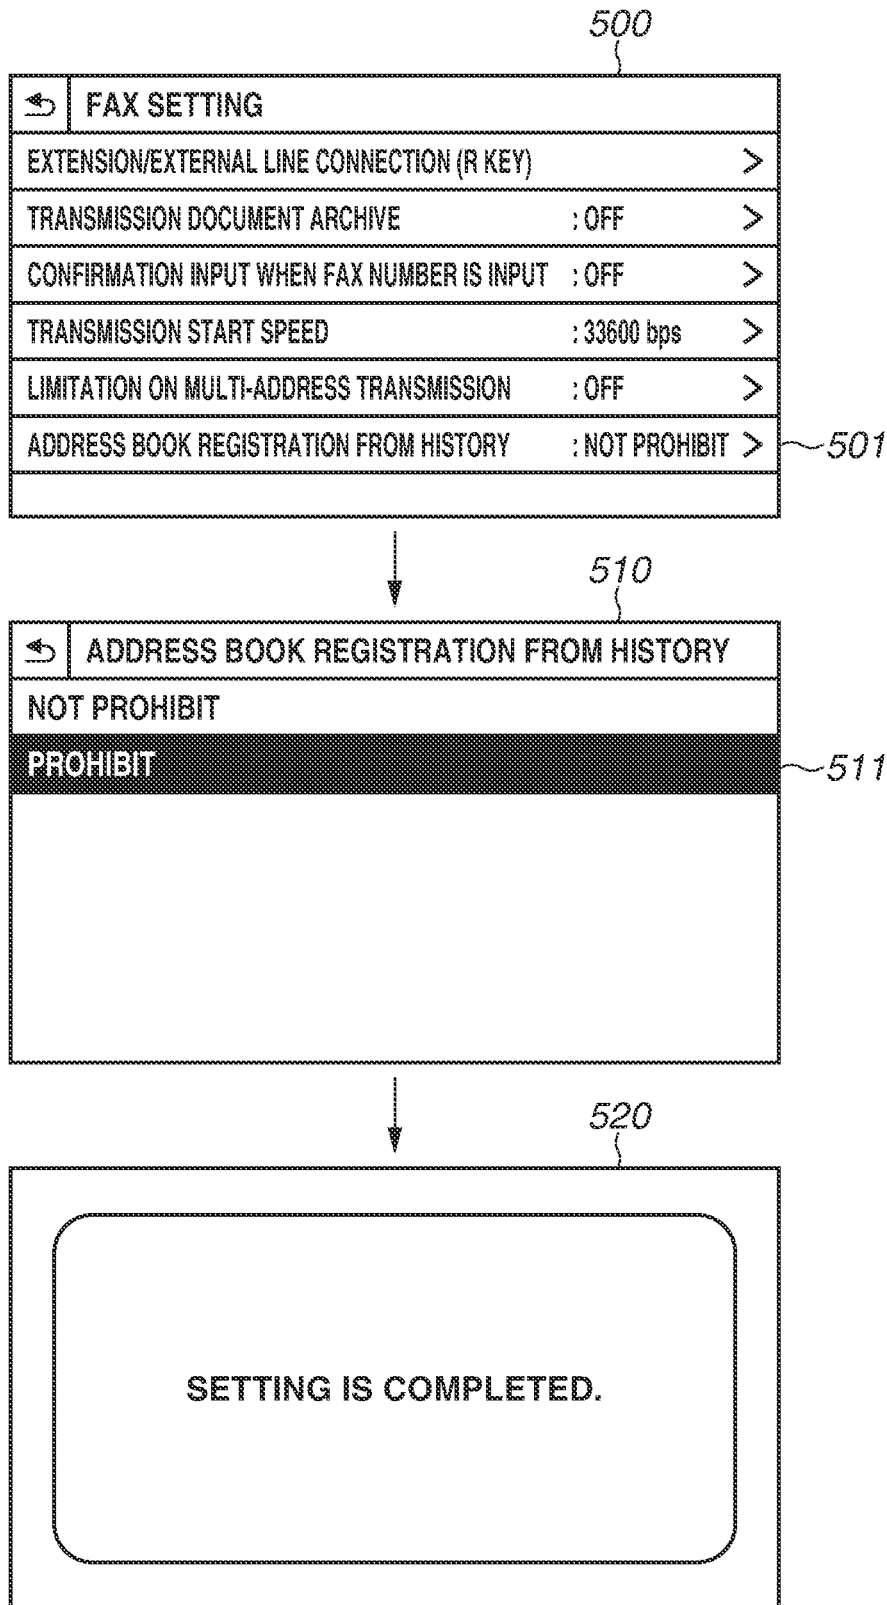 500
FAX SETTING
EXTENSION/EXTERNAL LINE CONNECTION (R KEY) >
TRANSMISSION DOCUMENT ARCHIVE : OFF >
CONFIRMATION INPUT WHEN FAX NUMBER IS INPUT : OFF >
TRANSMISSION START SPEED : 33600 bps >
LIMITATION ON MULTI-ADDRESS TRANSMISSION : OFF >
ADDRESS BOOK REGISTRATION FROM HISTORY : NOT PROHIBIT > 501
510
ADDRESS BOOK REGISTRATION FROM HISTORY
NOT PROHIBIT
PROHIBIT 511
520
SETTING IS COMPLETED.